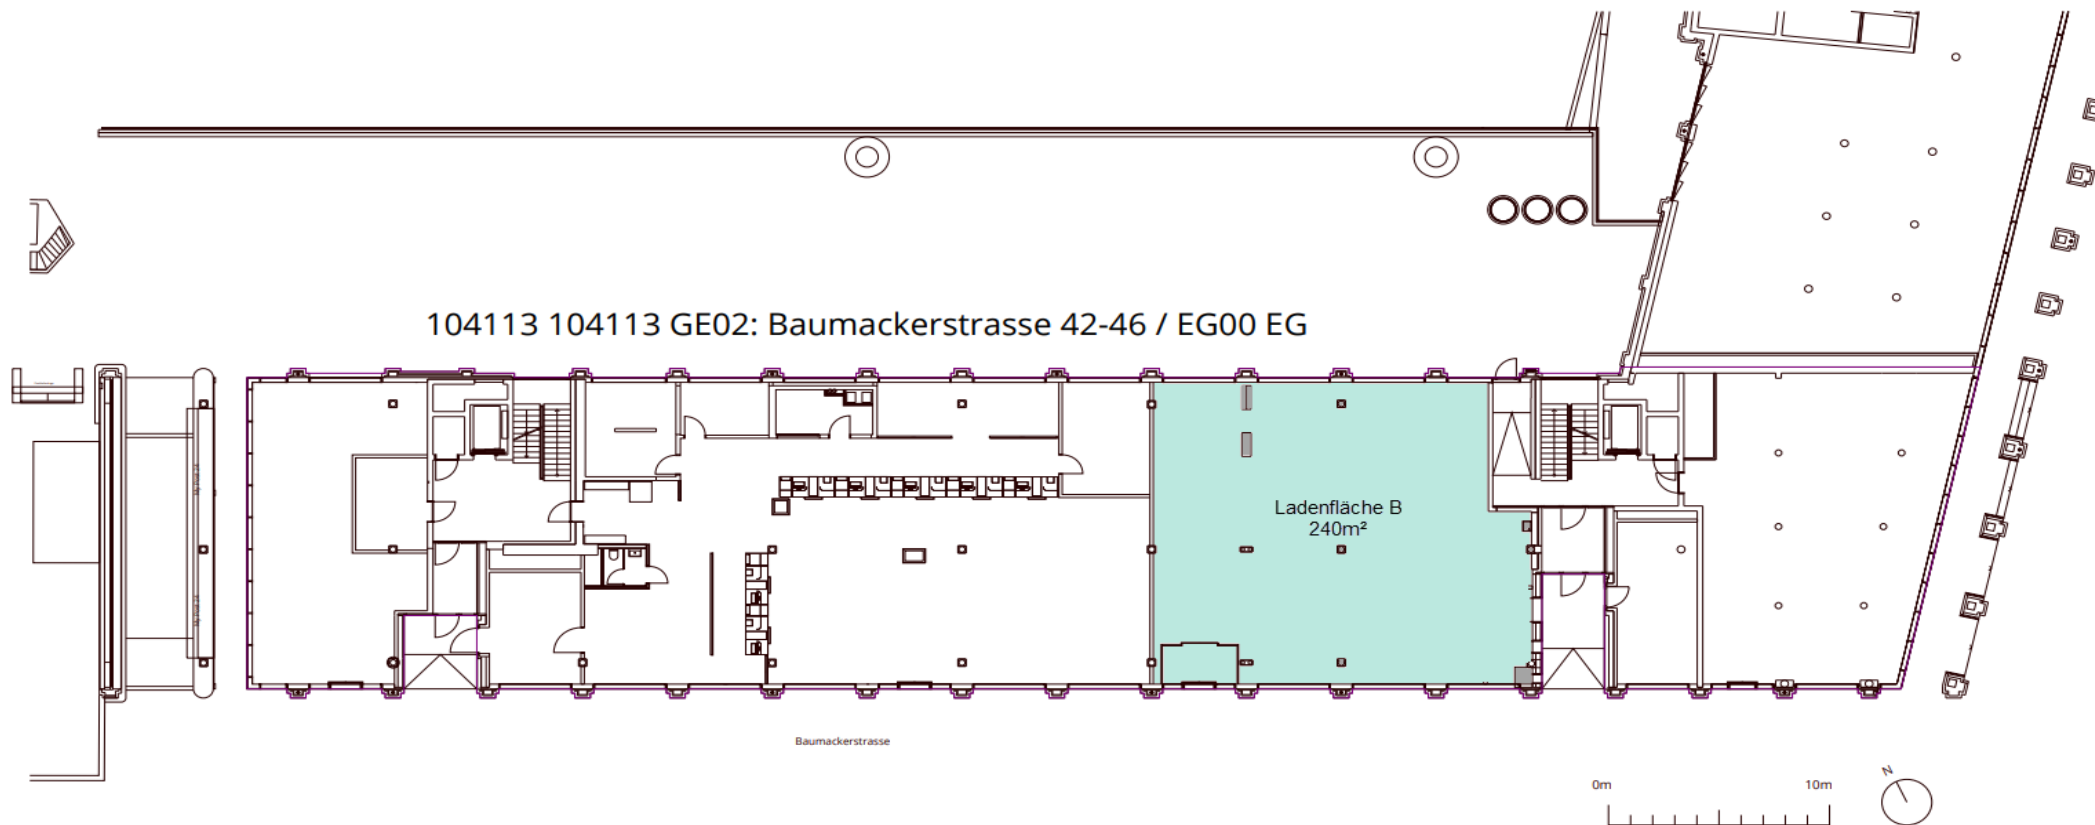 104113 104113 GE02: Baumackerstrasse 42-46 / EG00 EG
Ladenfläche B
240m²
Baumackerstrasse
0m
10m
N